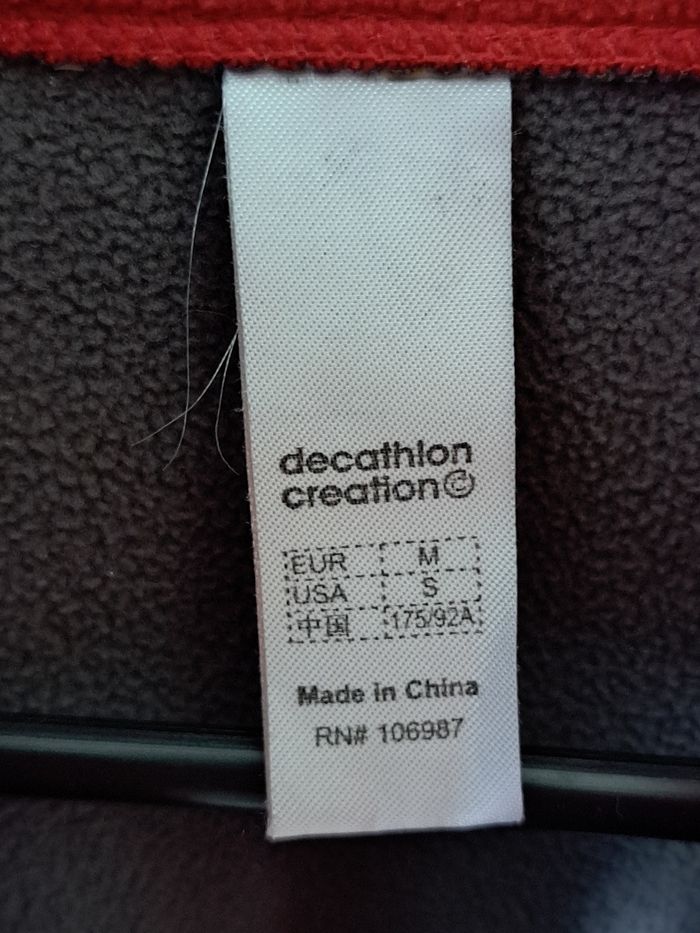 decathlon
creation©
EUR M
USA S
中国 175/92A
Made in China
RN# 106987